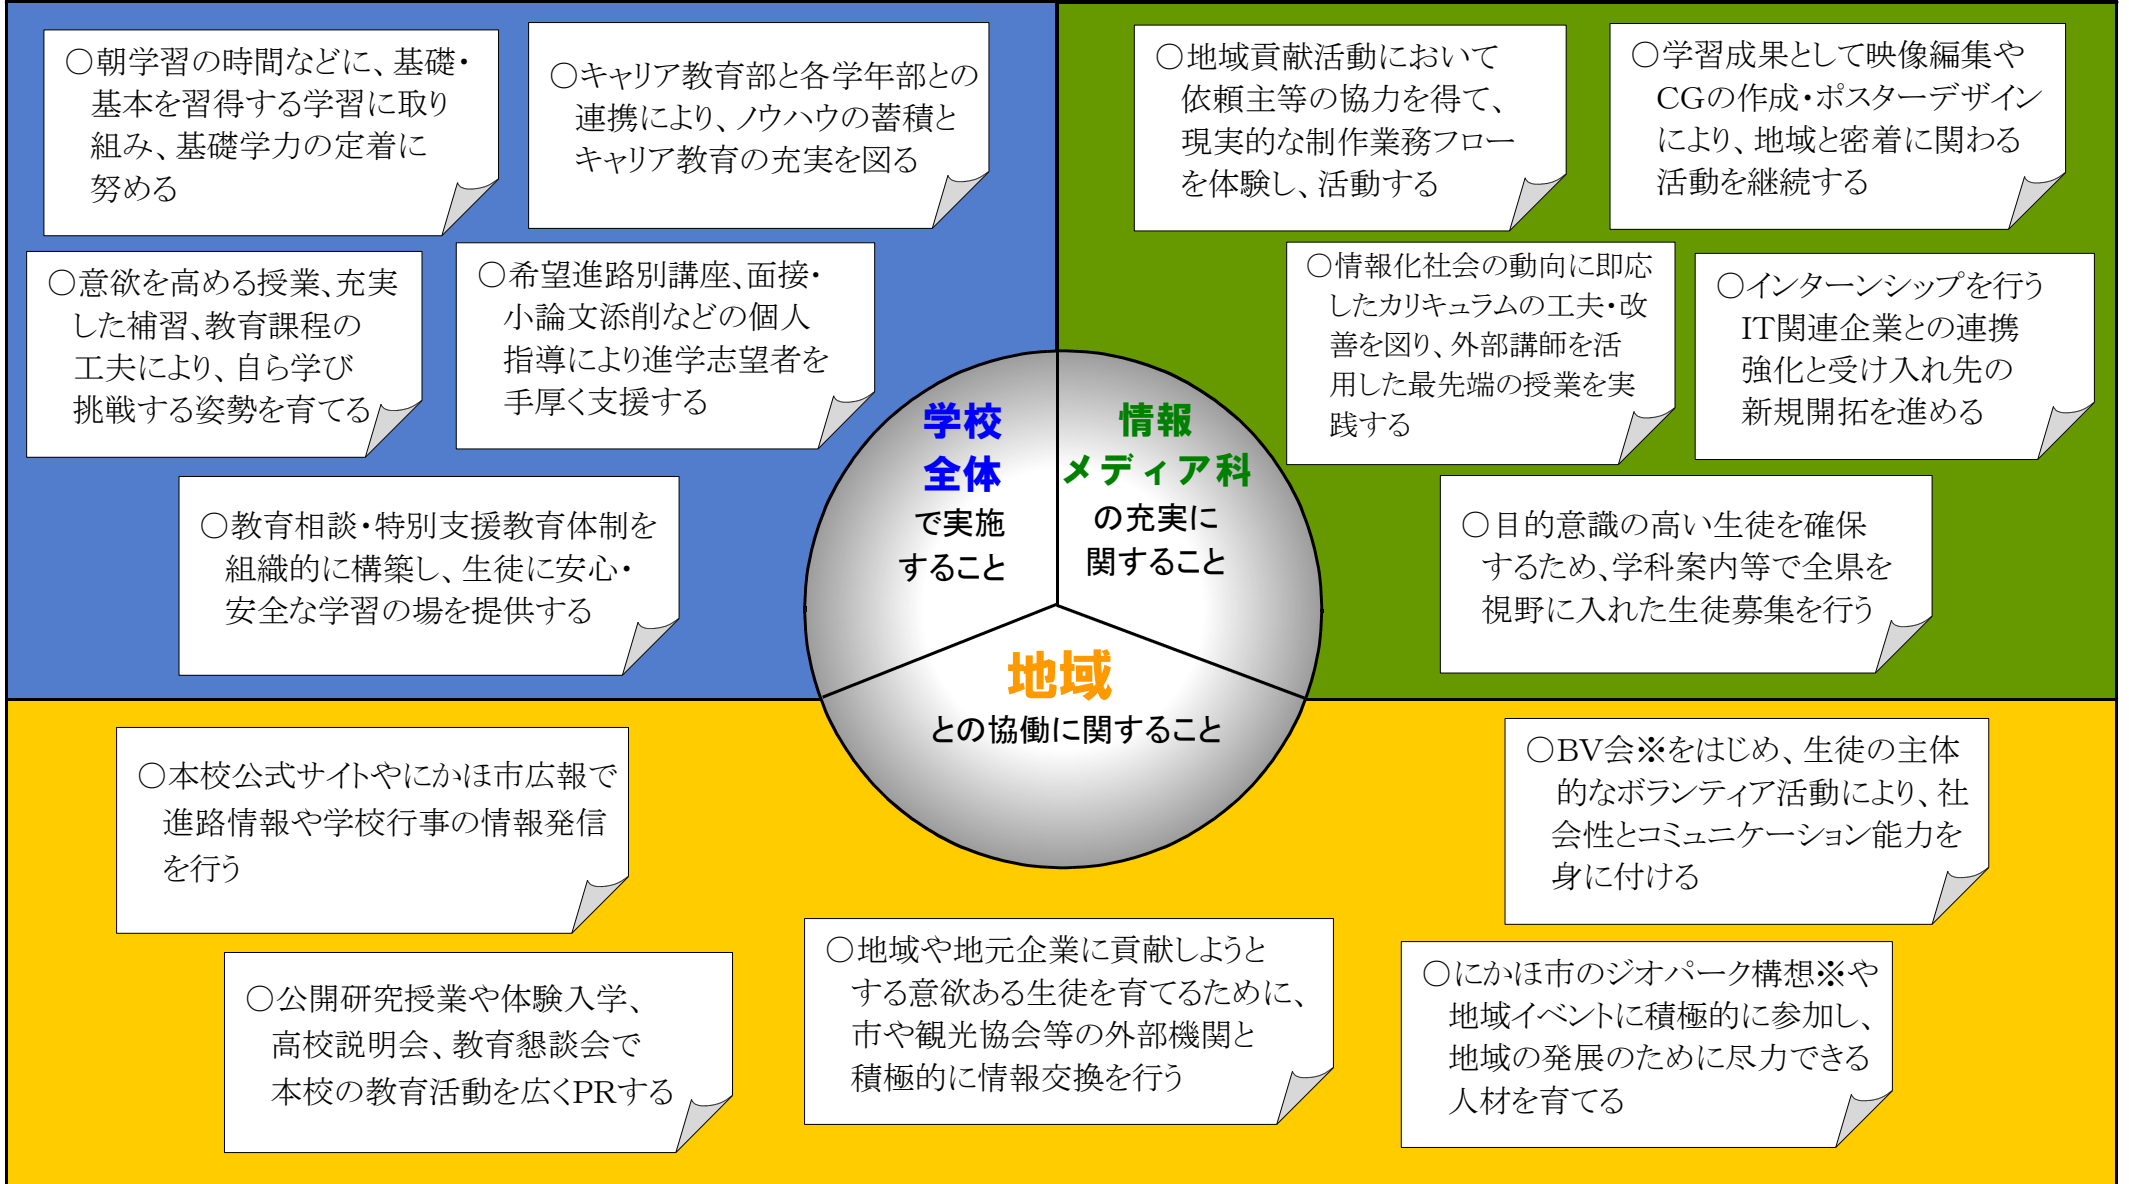 ○朝学習の時間などに、基礎・
基本を習得する学習に取り
組み、基礎学力の定着に
努める
○キャリア教育部と各学年部との
連携により、ノウハウの蓄積と
キャリア教育の充実を図る
○意欲を高める授業、充実
した補習、教育課程の
工夫により、自ら学び
挑戦する姿勢を育てる
○希望進路別講座、面接・
小論文添削などの個人
指導により進学志望者を
手厚く支援する
○教育相談・特別支援教育体制を
組織的に構築し、生徒に安心・
安全な学習の場を提供する
○地域貢献活動において
依頼主等の協力を得て、
現実的な制作業務フロー
を体験し、活動する
○学習成果として映像編集や
CGの作成・ポスターデザイン
により、地域と密着に関わる
活動を継続する
○情報化社会の動向に即応
したカリキュラムの工夫・改
善を図り、外部講師を活
用した最先端の授業を実
践する
○インターンシップを行う
IT関連企業との連携
強化と受け入れ先の
新規開拓を進める
○目的意識の高い生徒を確保
するため、学科案内等で全県を
視野に入れた生徒募集を行う
学校
全体
で実施
すること
情報
メディア科
の充実に
関すること
地域
との協働に関すること
○本校公式サイトやにかほ市広報で
進路情報や学校行事の情報発信
を行う
○公開研究授業や体験入学、
高校説明会、教育懇談会で
本校の教育活動を広くPRする
○地域や地元企業に貢献しようと
する意欲ある生徒を育てるために、
市や観光協会等の外部機関と
積極的に情報交換を行う
○BV会※をはじめ、生徒の主体
的なボランティア活動により、社
会性とコミュニケーション能力を
身に付ける
○にかほ市のジオパーク構想※や
地域イベントに積極的に参加し、
地域の発展のために尽力できる
人材を育てる